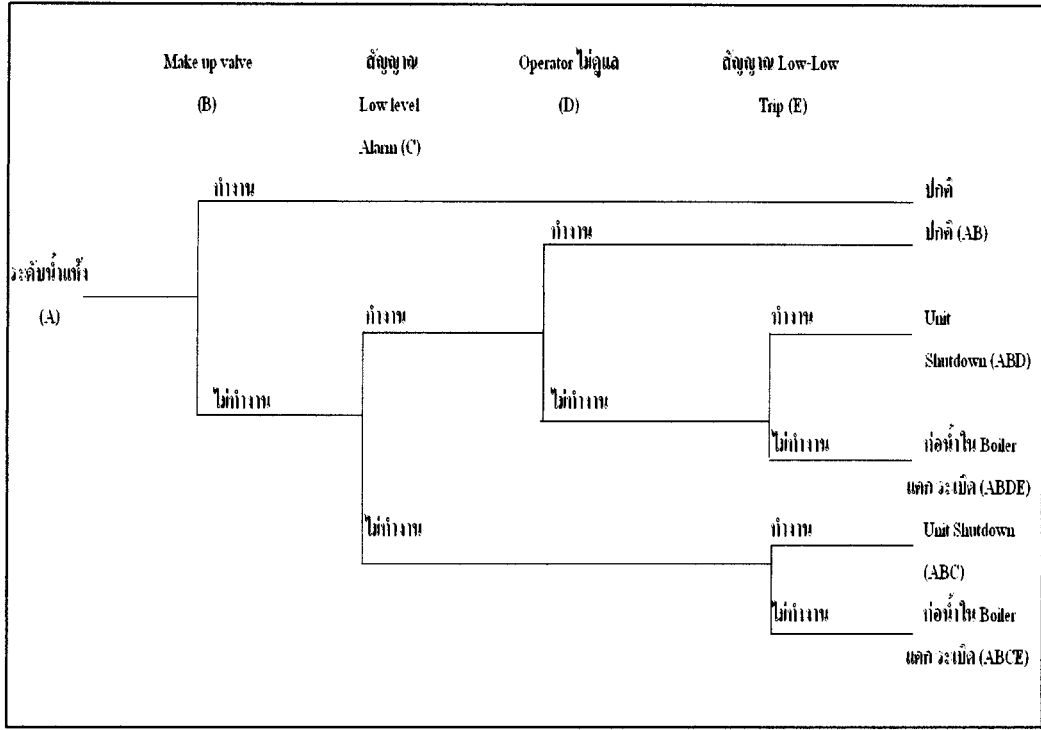 Make up valve
(B)
สัญญาณ
Low level
Alarm (C)
Operator ไม่ดูแล
(D)
สัญญาณ Low-Low
Trip (E)
ทำงาน
ปกติ
ทำงาน
ปกติ (AB)
ระดับน้ำแห้ง
(A)
ทำงาน
ทำงาน
Unit
Shutdown (ABD)
ไม่ทำงาน
ไม่ทำงาน
ไม่ทำงาน
ท่อน้ำใน Boiler
แตก ระเบิด (ABDE)
ไม่ทำงาน
ทำงาน
Unit Shutdown
(ABC)
ไม่ทำงาน
ท่อน้ำใน Boiler
แตก ระเบิด (ABCE)